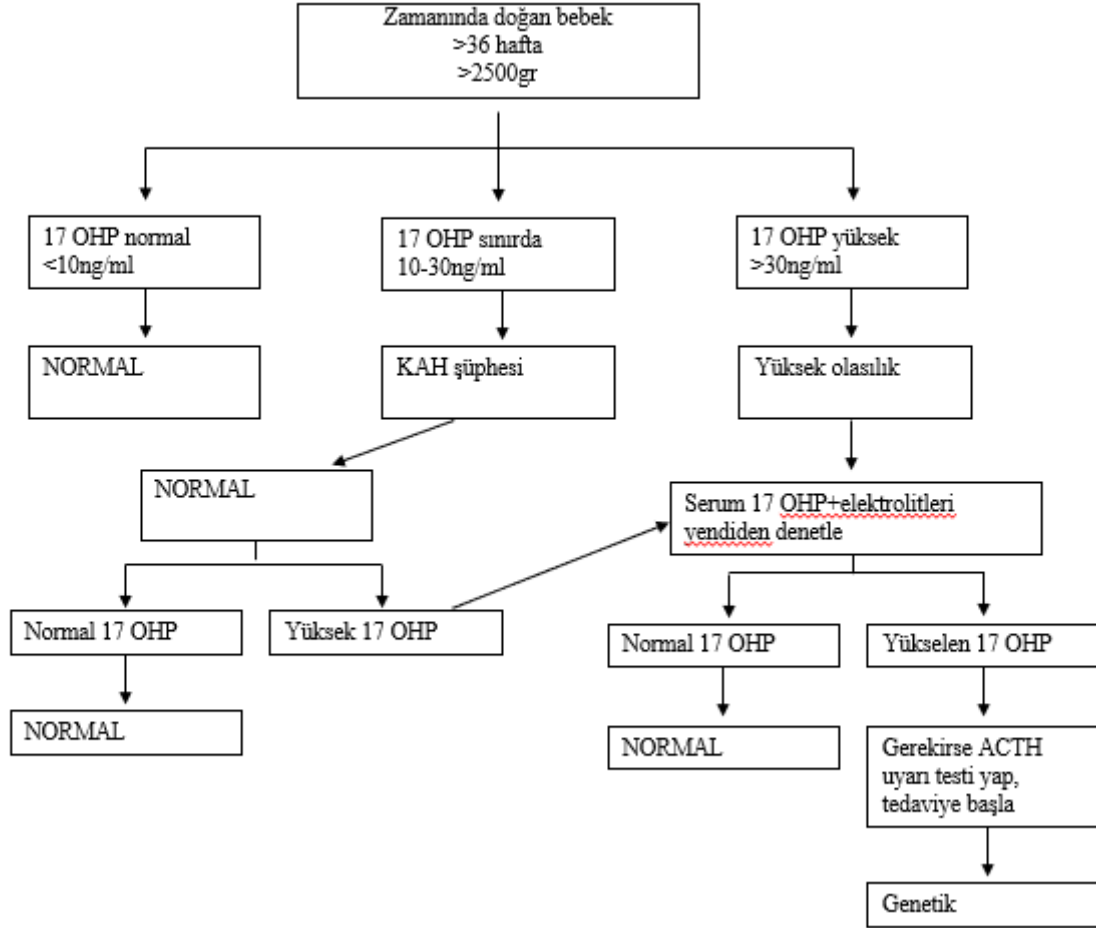 Zamanında doğan bebek
>36 hafta
>2500gr
17 OHP normal
<10ng/ml
17 OHP sınırda
10-30ng/ml
17 OHP yüksek
>30ng/ml
NORMAL
KAH şüphesi
Yüksek olasılık
NORMAL
Serum 17 OHP+elektrolitleri
yendiden denetle
Normal 17 OHP
Yüksek 17 OHP
Normal 17 OHP
Yükselen 17 OHP
NORMAL
NORMAL
Gerekirse ACTH
uyarı testi yap,
tedaviye başla
Genetik